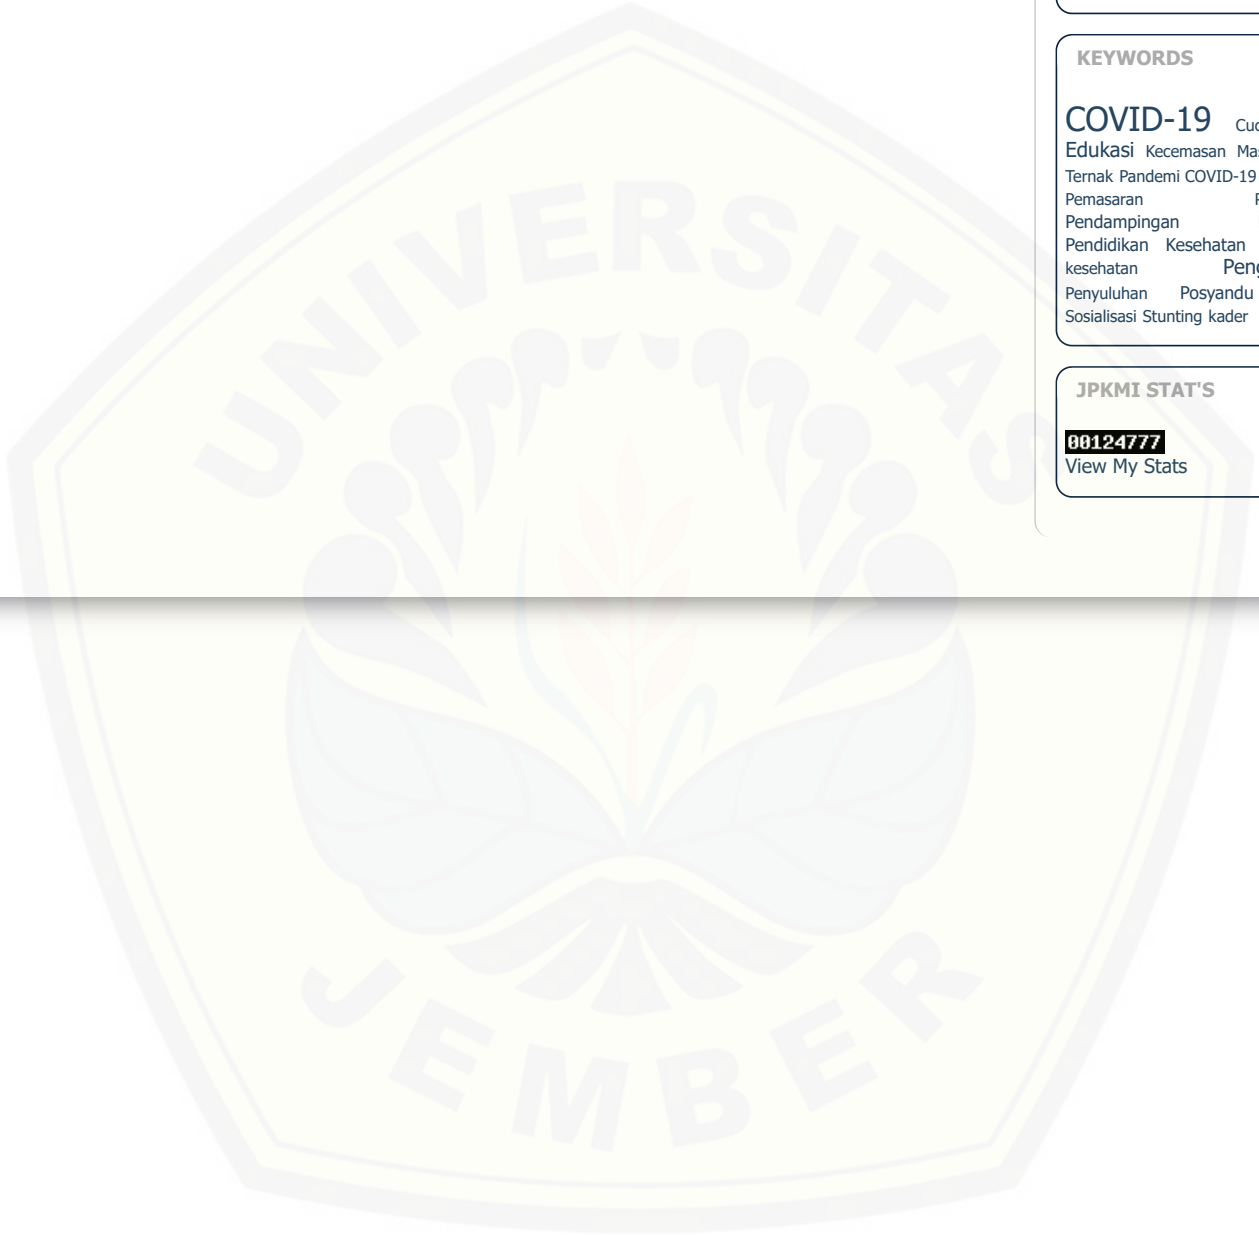 KEYWORDS
COVID-19
Edukasi Kecemasan
Ternak Pandemi COVID-19
Pemasaran
Pendampingan
Pendidikan Kesehatan
kesehatan
Penyuluhan Posyandu
Sosialisasi Stunting kader
JPKMI STAT'S
00124777
View My Stats
UNIVERSITAS
JEMBER